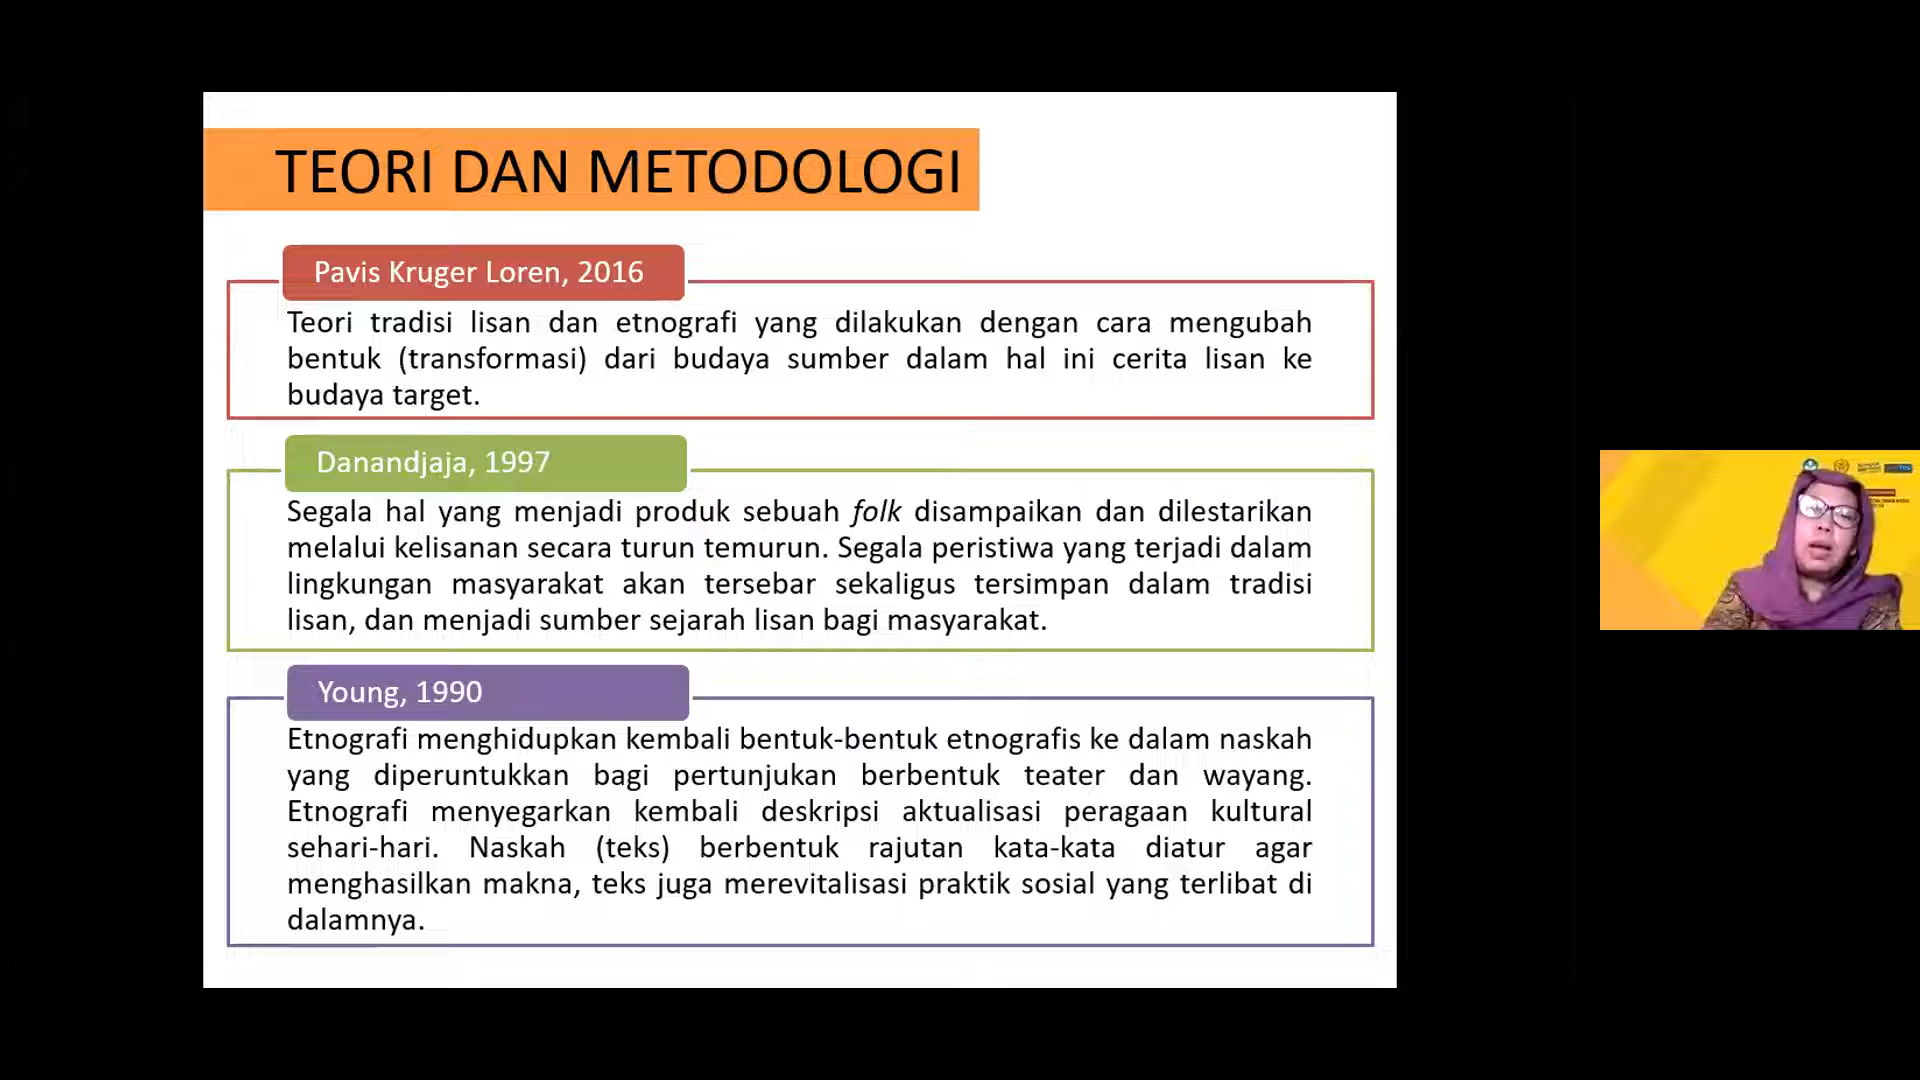 TEORI DAN METODOLOGI
Pavis Kruger Loren, 2016
Teori tradisi lisan dan etnografi yang dilakukan dengan cara mengubah
bentuk (transformasi) dari budaya sumber dalam hal ini cerita lisan ke
budaya target.
Danandjaja, 1997
Segala hal yang menjadi produk sebuah folk disampaikan dan dilestarikan
melalui kelisanan secara turun temurun. Segala peristiwa yang terjadi dalam
lingkungan masyarakat akan tersebar sekaligus tersimpan dalam tradisi
lisan, dan menjadi sumber sejarah lisan bagi masyarakat.
Young, 1990
Etnografi menghidupkan kembali bentuk-bentuk etnografis ke dalam naskah
yang diperuntukkan bagi pertunjukan berbentuk teater dan wayang.
Etnografi menyegarkan kembali deskripsi aktualisasi peragaan kultural
sehari-hari. Naskah (teks) berbentuk rajutan kata-kata diatur agar
menghasilkan makna, teks juga merevitalisasi praktik sosial yang terlibat di
dalamnya.